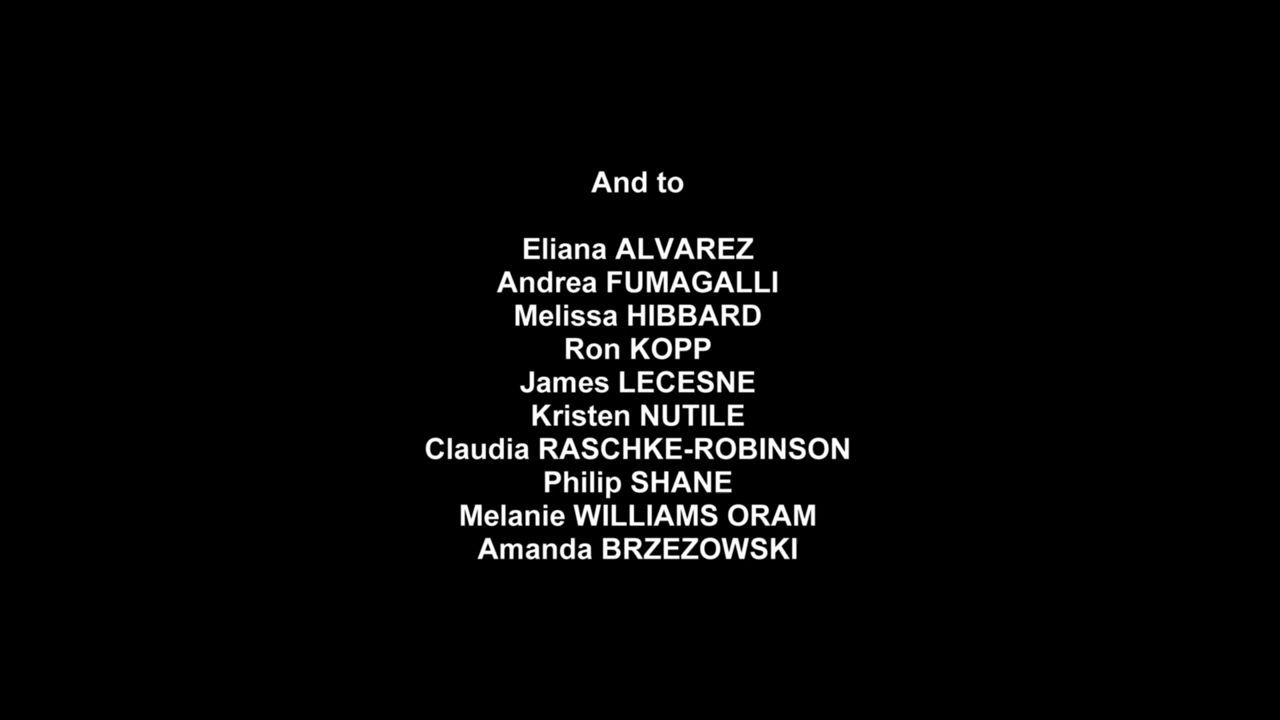 And to
Eliana ALVAREZ
Andrea FUMAGALLI
Melissa HIBBARD
Ron KOPP
James LECESNE
Kristen NUTILE
Claudia RASCHKE-ROBINSON
Philip SHANE
Melanie WILLIAMS ORAM
Amanda BRZEZOWSKI